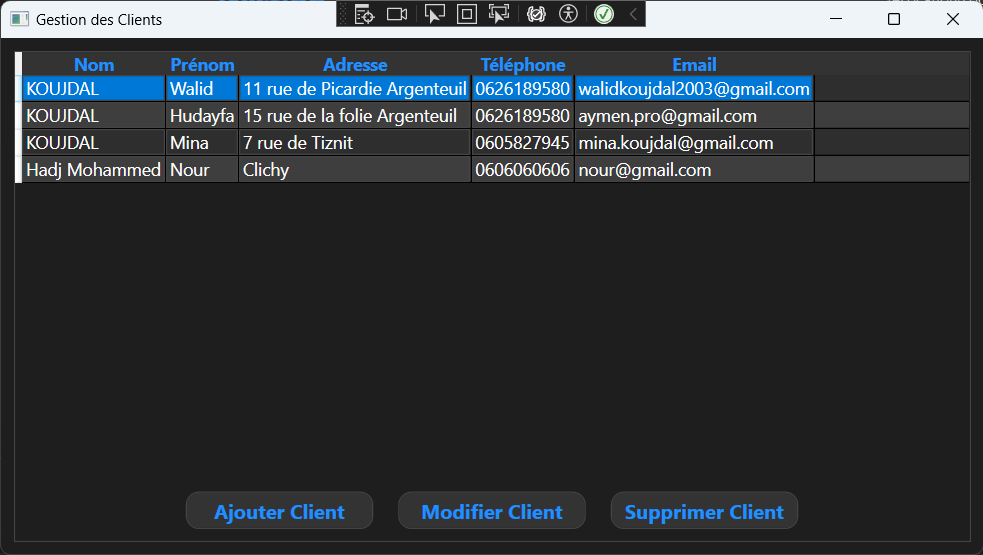 Gestion des Clients
Nom Prénom Adresse Téléphone Email
KOUJDAL Walid 11 rue de Picardie Argenteuil 0626189580 walidkoujdal2003@gmail.com
KOUJDAL Hudayfa 15 rue de la folie Argenteuil 0626189580 aymen.pro@gmail.com
KOUJDAL Mina 7 rue de Tiznit 0605827945 mina.koujdal@gmail.com
Hadj Mohammed Nour Clichy 0606060606 nour@gmail.com
Ajouter Client Modifier Client Supprimer Client